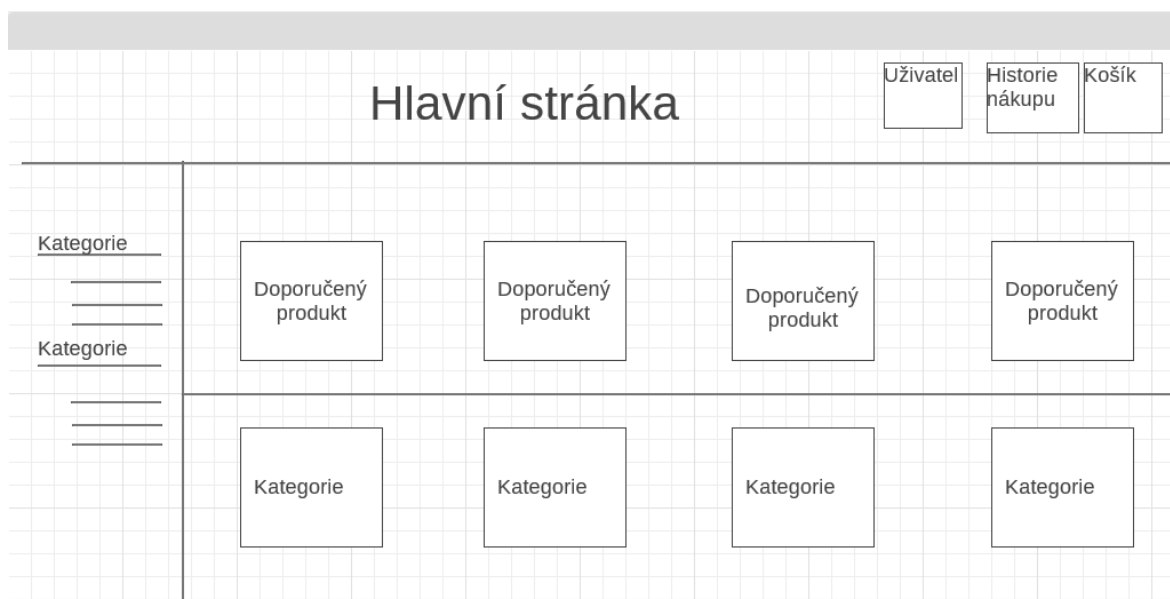 Hlavní stránka
Uživatel
Historie
nákupu
Košík
Kategorie
Kategorie
Doporučený
produkt
Doporučený
produkt
Doporučený
produkt
Doporučený
produkt
Kategorie
Kategorie
Kategorie
Kategorie